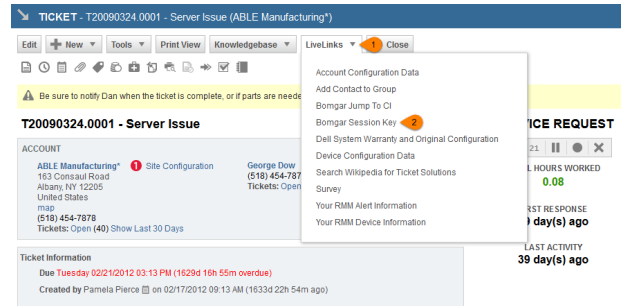 TICKET - T20090324.0001 - Server Issue (ABLE Manufacturing*)
Edit New Tools Print View Knowledgebase LiveLinks 1 Close
Be sure to notify Dan when the ticket is complete, or if parts are neede
Account Configuration Data
Add Contact to Group
Bomgar Jump To CI
Bomgar Session Key 2
Dell System Warranty and Original Configuration
Device Configuration Data
Search Wikipedia for Ticket Solutions
Survey
Your RMM Alert Information
Your RMM Device Information
T20090324.0001 - Server Issue
ACCOUNT
ABLE Manufacturing* 1 Site Configuration
163 Consaul Road
Albany, NY 12205
United States
map
(518) 454-7878
Tickets: Open (40) Show Last 30 Days
George Dow
(518) 454-787
Tickets: Open
Ticket Information
Due Tuesday 02/21/2012 03:13 PM (1629d 16h 55m overdue)
Created by Pamela Pierce on 02/17/2012 09:13 AM (1633d 22h 54m ago)
ICE REQUEST
21
L HOURS WORKED
0.08
RST RESPONSE
day(s) ago
LAST ACTIVITY
39 day(s) ago